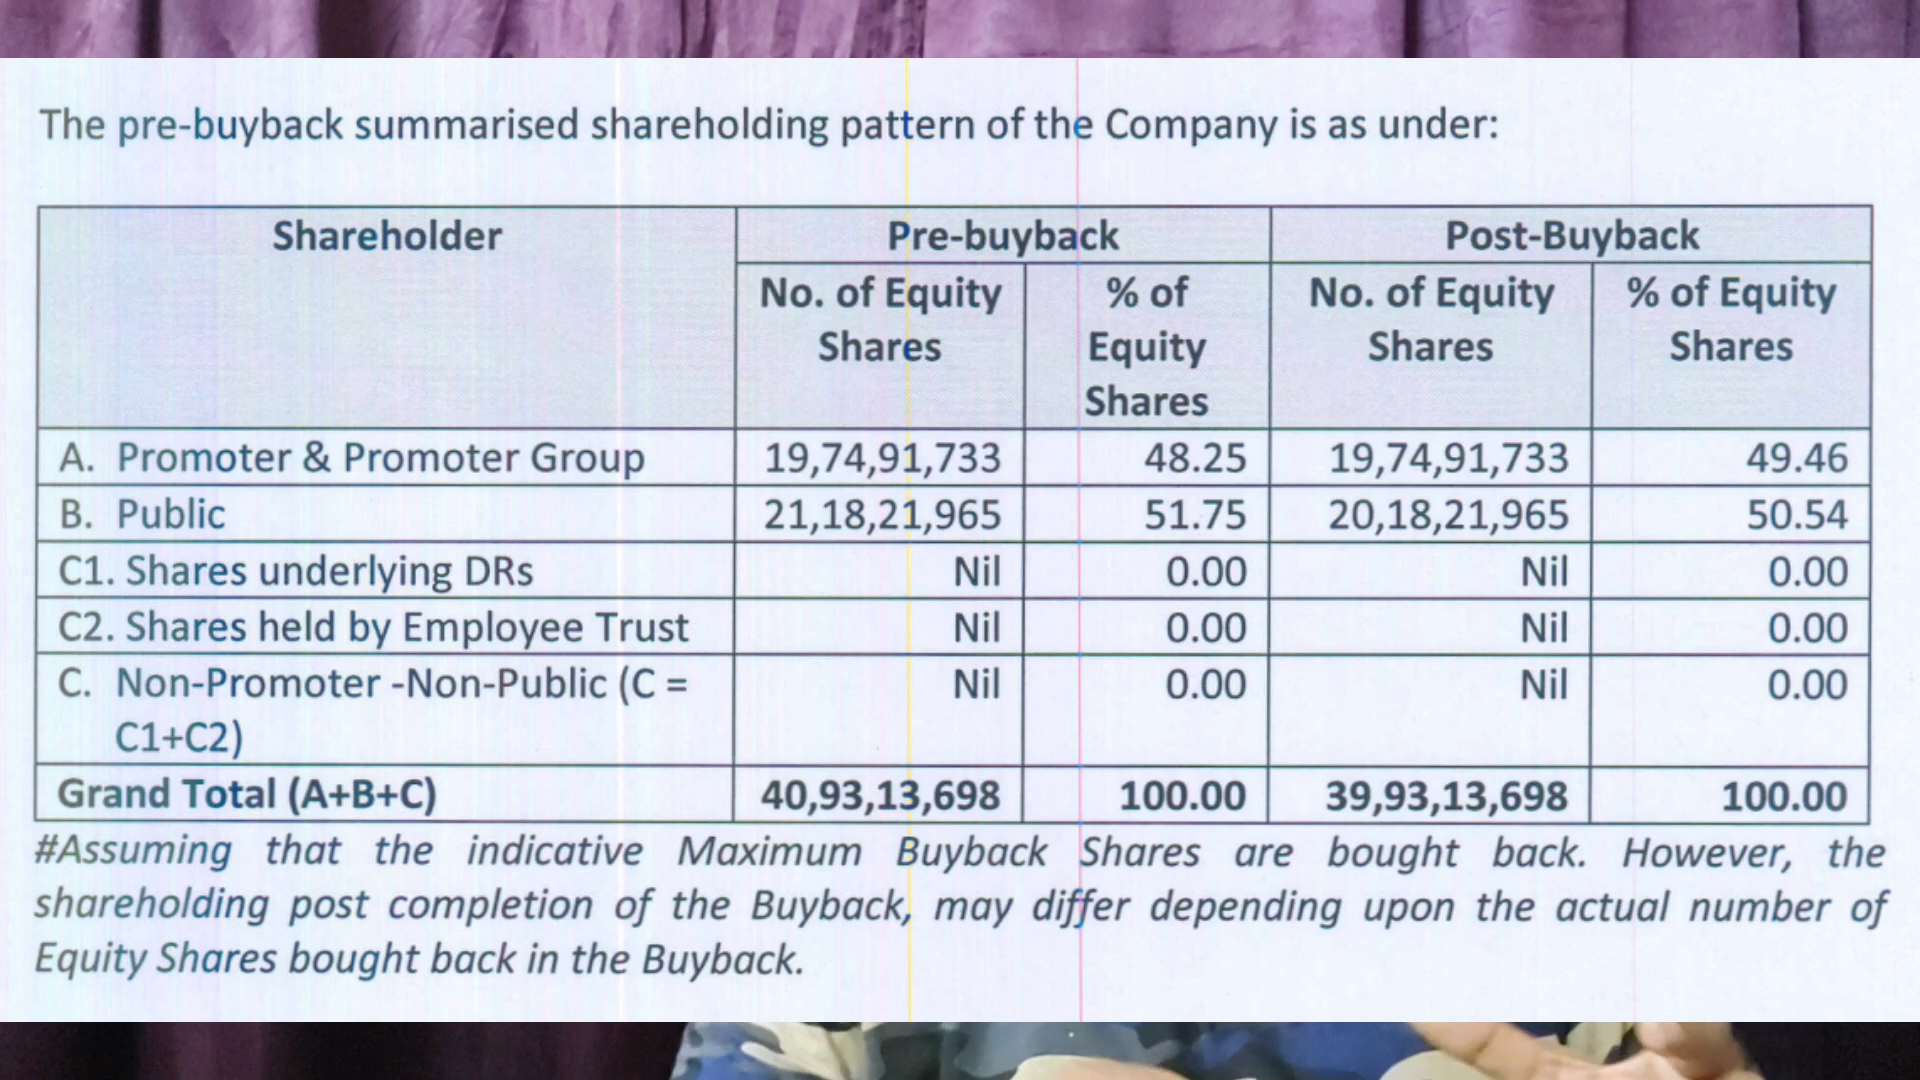 The pre-buyback summarised shareholding pattern of the Company is as under:
Shareholder Pre-buyback Post-Buyback
No. of Equity Shares % of Equity Shares No. of Equity Shares % of Equity Shares
A. Promoter & Promoter Group 19,74,91,733 48.25 19,74,91,733 49.46
B. Public 21,18,21,965 51.75 20,18,21,965 50.54
C1. Shares underlying DRs Nil 0.00 Nil 0.00
C2. Shares held by Employee Trust Nil 0.00 Nil 0.00
C. Non-Promoter -Non-Public (C = Nil 0.00 Nil 0.00
C1+C2)
Grand Total (A+B+C) 40,93,13,698 100.00 39,93,13,698 100.00
#Assuming that the indicative Maximum Buyback Shares are bought back. However, the
shareholding post completion of the Buyback, may differ depending upon the actual number of
Equity Shares bought back in the Buyback.